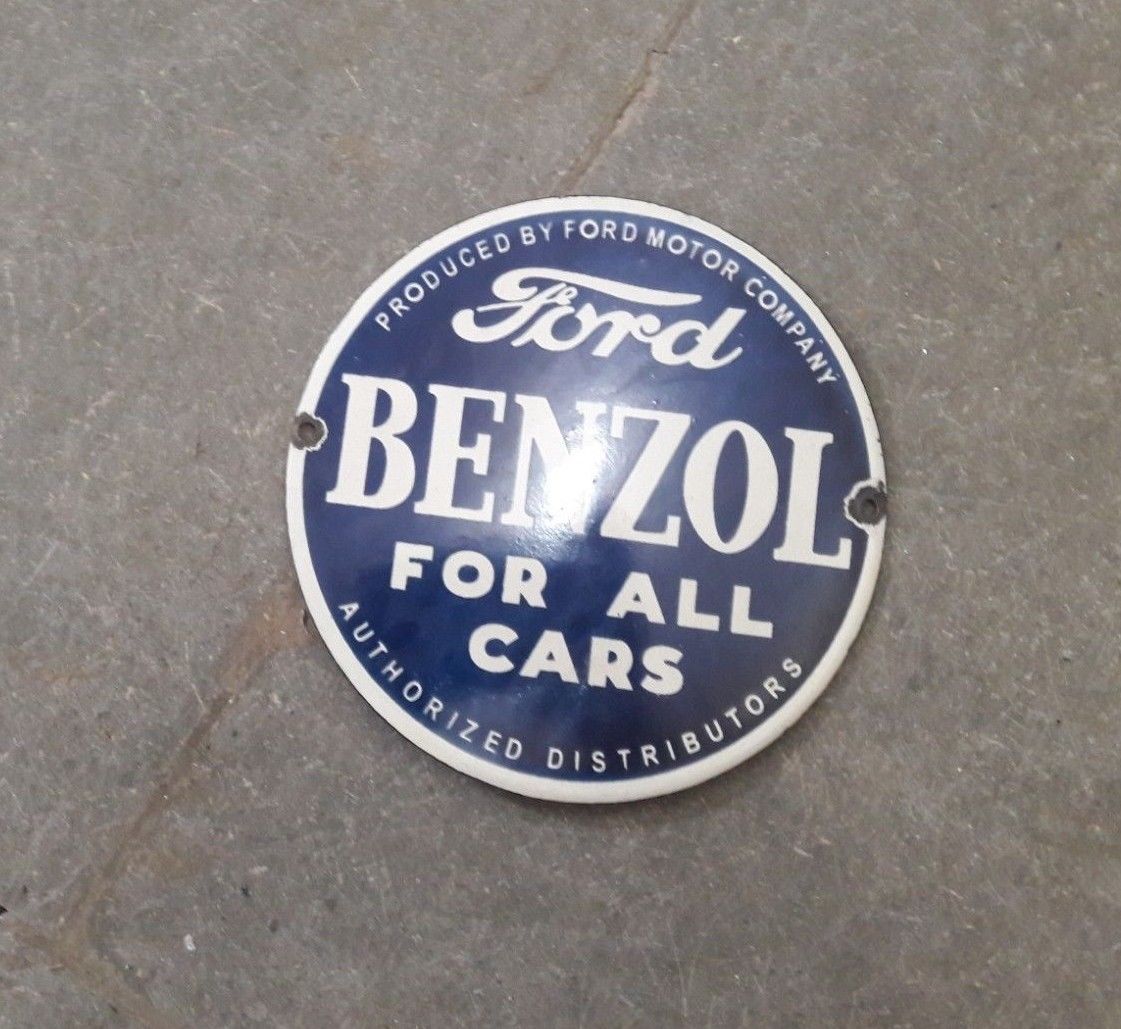 PRODUCED BY FORD MOTOR COMPANY
Ford
BENZOL
FOR ALL
CARS
AUTHORIZED DISTRIBUTORS